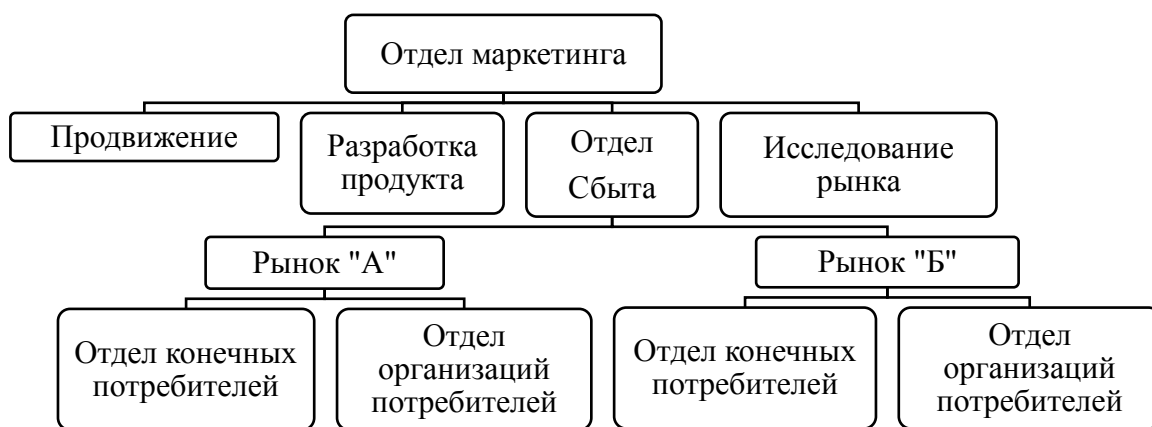 Отдел маркетинга
Продвижение
Разработка
продукта
Отдел
Сбыта
Исследование
рынка
Рынок "А"
Рынок "Б"
Отдел конечных
потребителей
Отдел
организаций
потребителей
Отдел конечных
потребителей
Отдел
организаций
потребителей